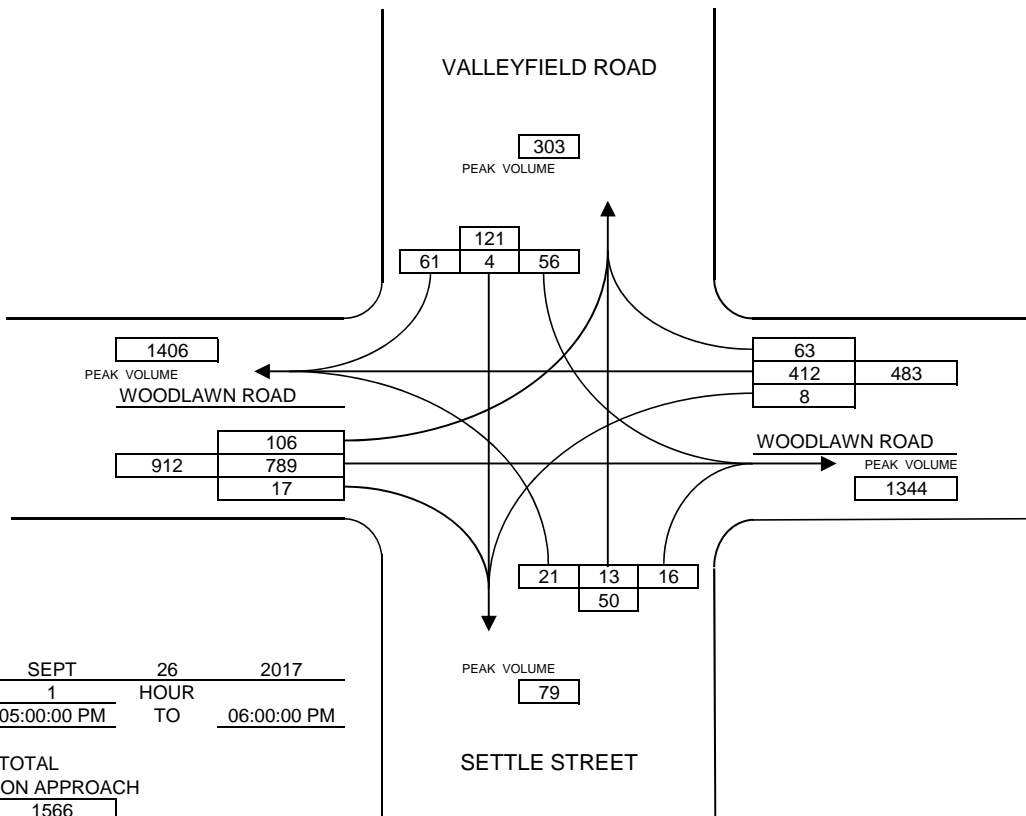 VALLEYFIELD ROAD
303
PEAK VOLUME
121
61 4 56
1406
PEAK VOLUME
WOODLAWN ROAD
63
412 483
8
106
912 789
17
WOODLAWN ROAD
PEAK VOLUME
1344
21 13 16
50
PEAK VOLUME
79
SETTLE STREET
SEPT 26 2017
1 HOUR
05:00:00 PM TO 06:00:00 PM
TOTAL
ON APPROACH
1566